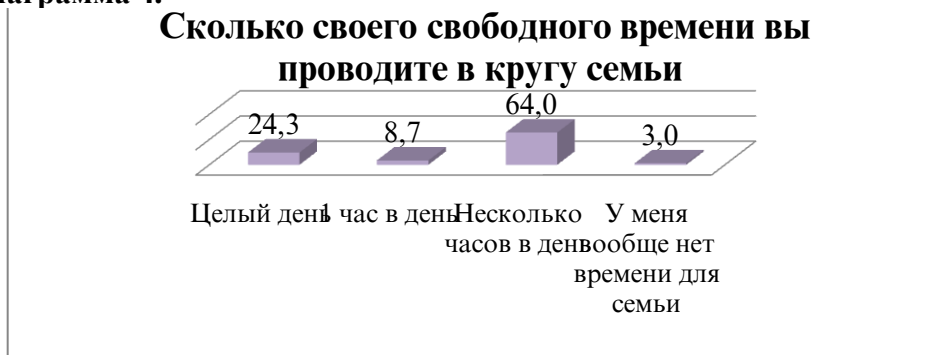 Сколько своего свободного времени вы
проводите в кругу семьи
24,3
8,7
64,0
3,0
Целый день
1 час в день
Несколько
часов в день
У меня
вообще нет
времени для
семьи